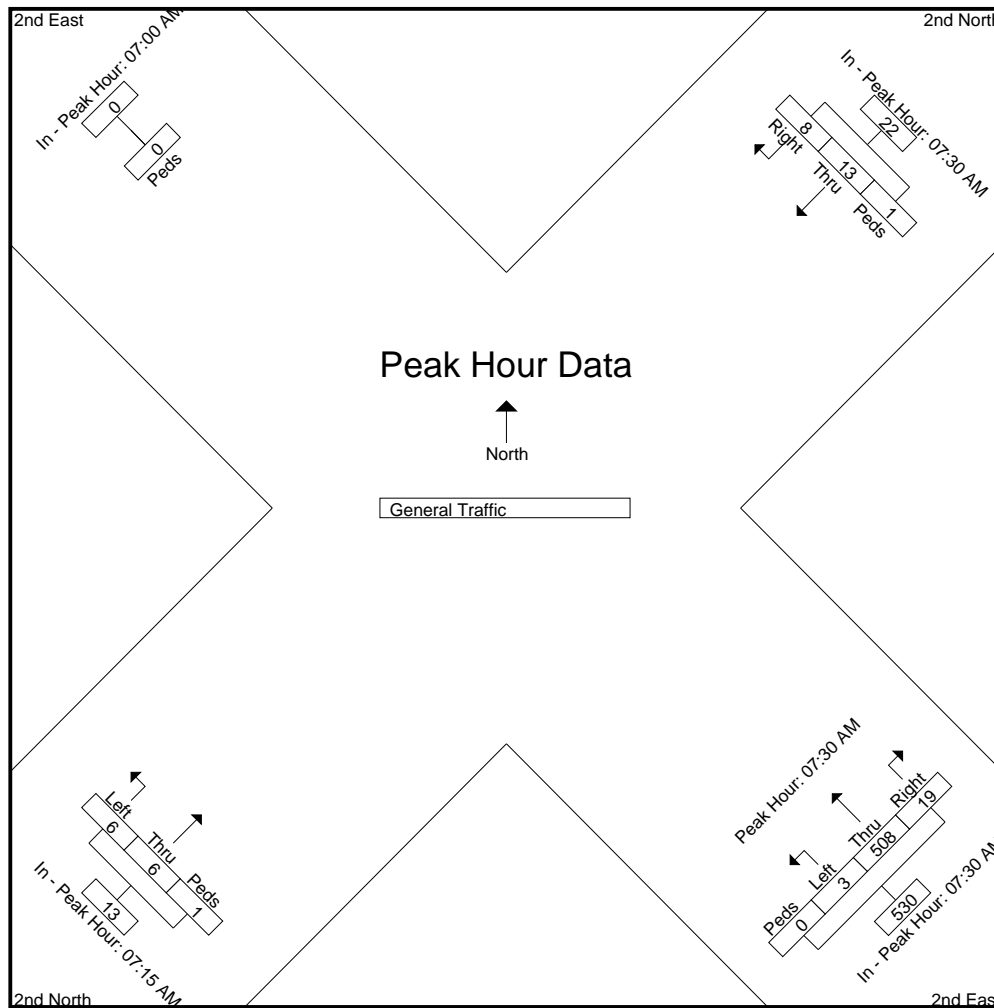 2nd East
2nd North
In - Peak Hour: 07:00 AM
0
0
Peds
In - Peak Hour: 07:30 AM
22
8
13
1
Right
Thru
Peds
Peak Hour Data
North
General Traffic
Left
Thru
Peds
6
6
1
13
In - Peak Hour: 07:15 AM
Peak Hour: 07:30 AM
Right
Thru
Left
Peds
19
508
3
0
530
In - Peak Hour: 07:30 AM
2nd North
2nd East